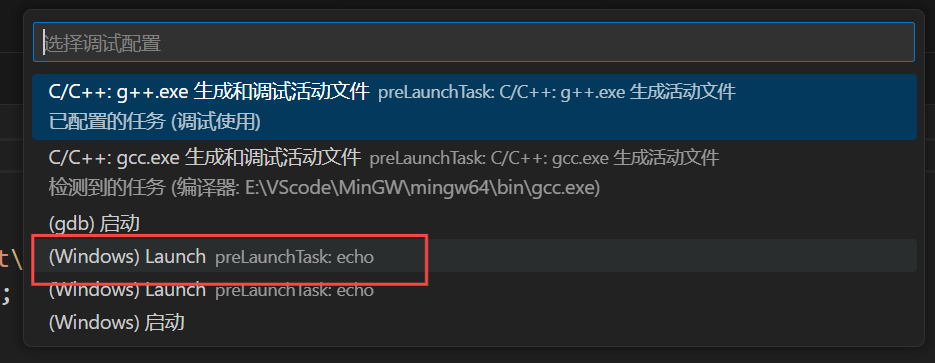 选择调试配置
C/C++: g++.exe 生成和调试活动文件 preLaunchTask: C/C++: g++.exe 生成活动文件
已配置的任务 (调试使用)
C/C++: gcc.exe 生成和调试活动文件 preLaunchTask: C/C++: gcc.exe 生成活动文件
检测到的任务 (编译器: E:\VScode\MinGW\mingw64\bin\gcc.exe)
(gdb) 启动
t\
(Windows) Launch preLaunchTask: echo
;
(Windows) Launch preLaunchTask: echo
(Windows) 启动